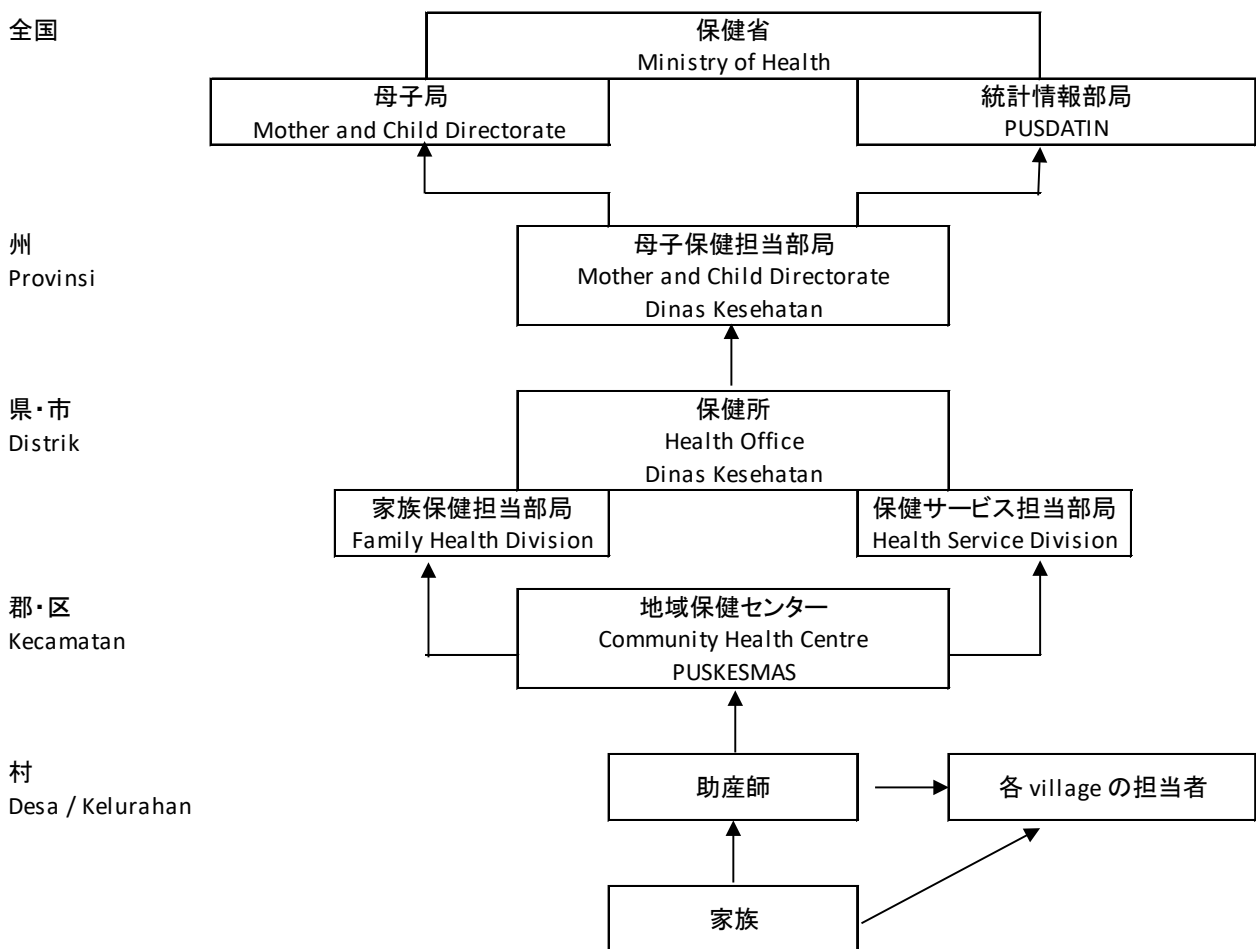 全国
保健省
Ministry of Health
母子局
Mother and Child Directorate
統計情報部局
PUSDATIN
州
Provinsi
母子保健担当部局
Mother and Child Directorate
Dinas Kesehatan
県・市
Distrik
保健所
Health Office
Dinas Kesehatan
家族保健担当部局
Family Health Division
保健サービス担当部局
Health Service Division
郡・区
Kecamatan
地域保健センター
Community Health Centre
PUSKESMAS
村
Desa / Kelurahan
助産師
各 village の担当者
家族